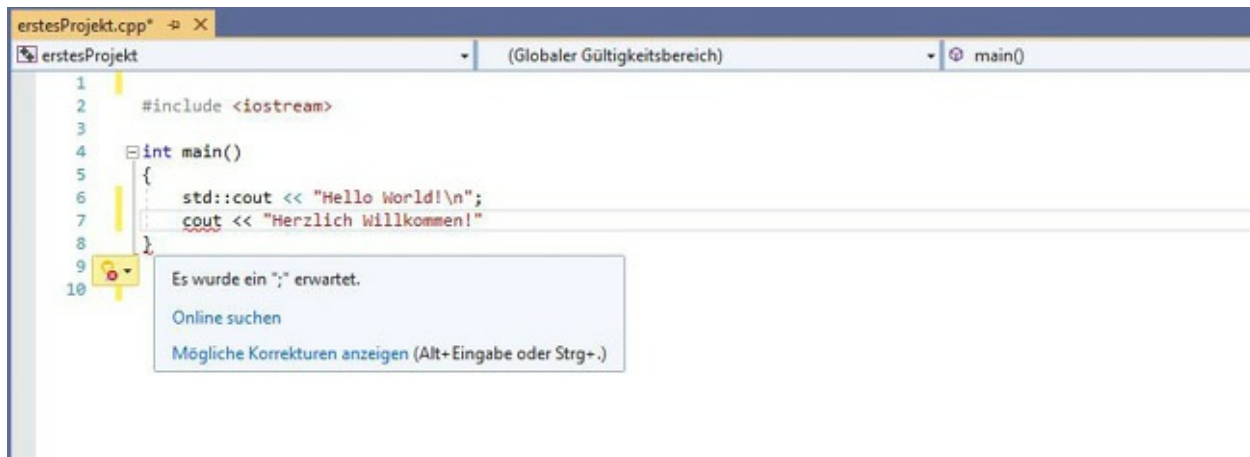 erstesProjekt.cpp*
erstesProjekt (Globaler Gültigkeitsbereich) main()
1
2 #include <iostream>
3
4 int main()
5 {
6 std::cout << "Hello World!\n";
7 cout << "Herzlich Willkommen!"
8 }
9
10
Es wurde ein ";" erwartet.
Online suchen
Mögliche Korrekturen anzeigen (Alt+Eingabe oder Strg+.)